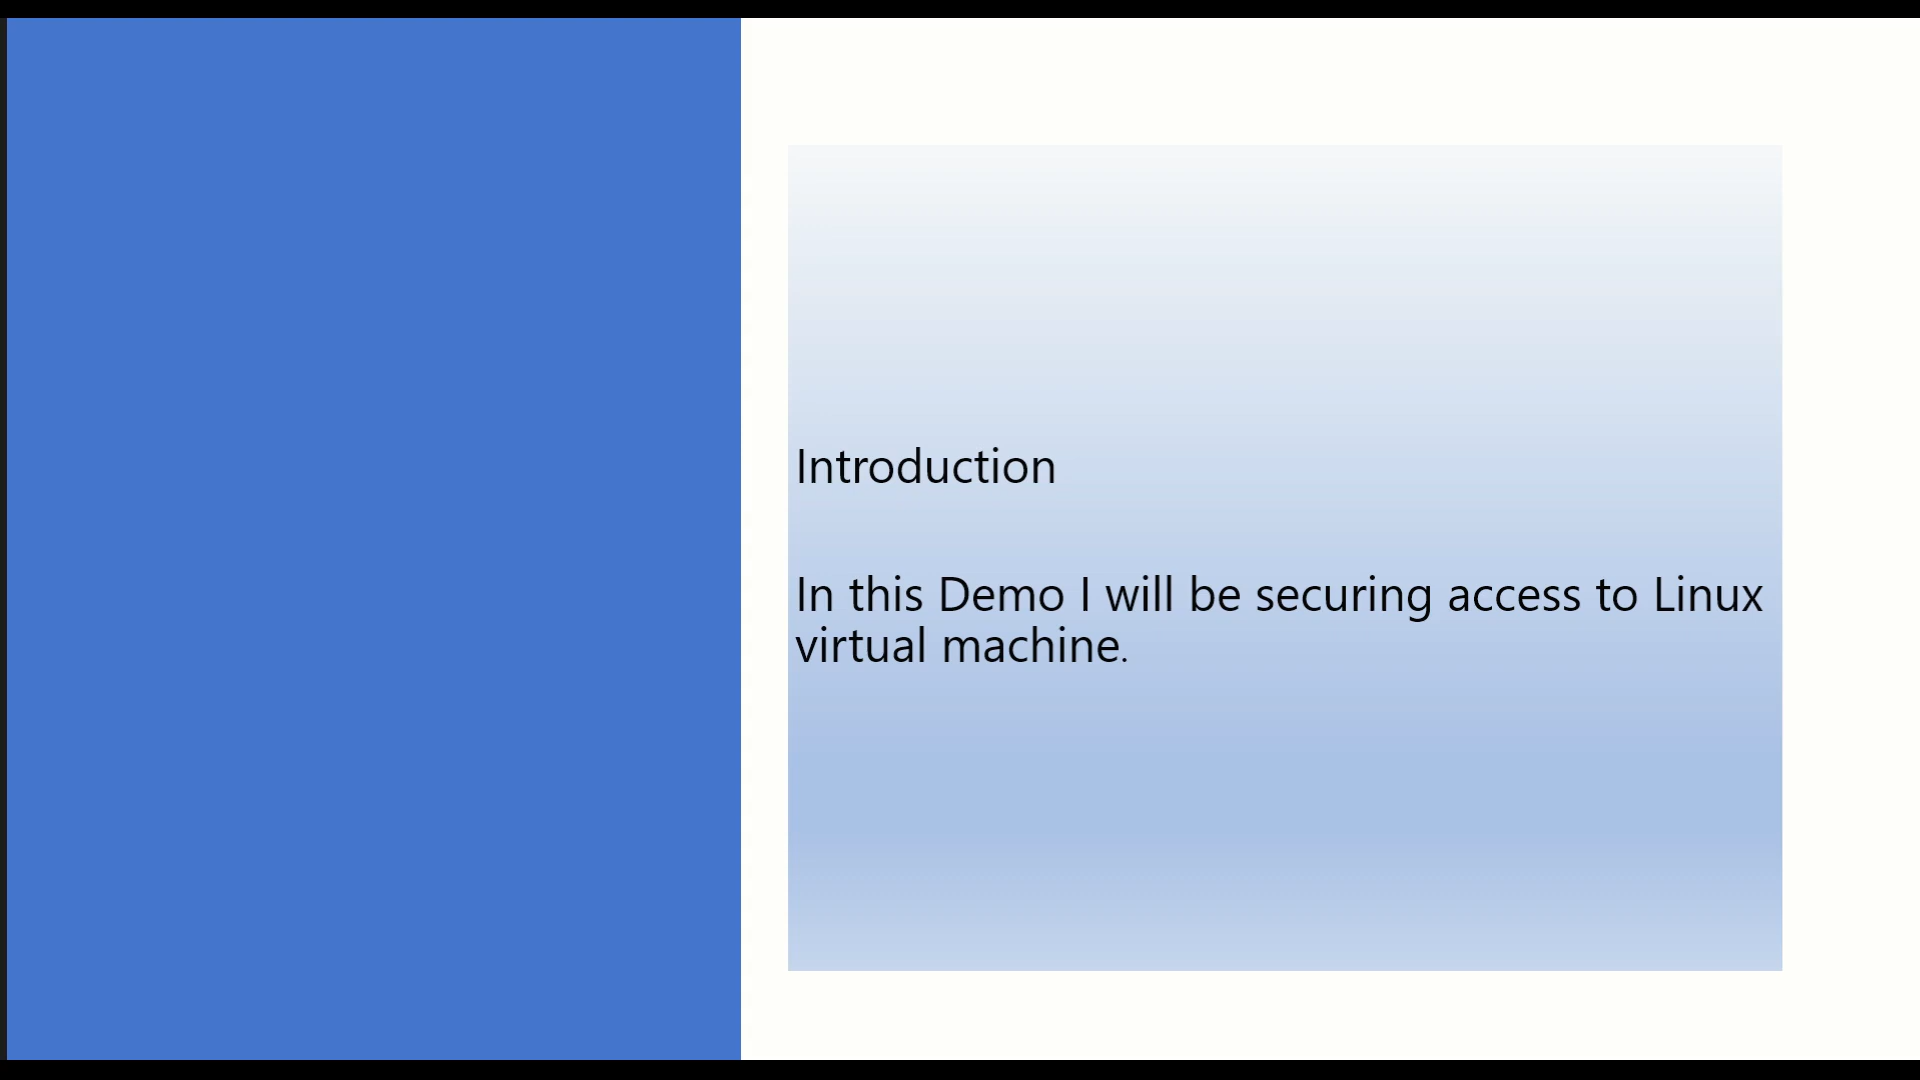 Introduction
In this Demo I will be securing access to Linux
virtual machine.